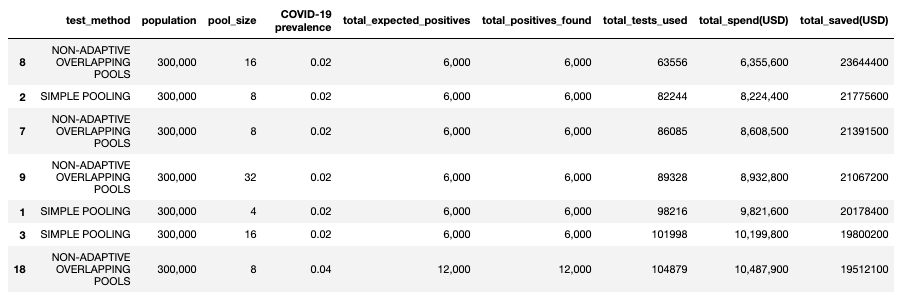 test_method population pool_size COVID-19 prevalence total_expected_positives total_positives_found total_tests_used total_spend(USD) total_saved(USD)
8 NON-ADAPTIVE OVERLAPPING POOLS 300,000 16 0.02 6,000 6,000 63556 6,355,600 23644400
2 SIMPLE POOLING 300,000 8 0.02 6,000 6,000 82244 8,224,400 21775600
7 NON-ADAPTIVE OVERLAPPING POOLS 300,000 8 0.02 6,000 6,000 86085 8,608,500 21391500
9 NON-ADAPTIVE OVERLAPPING POOLS 300,000 32 0.02 6,000 6,000 89328 8,932,800 21067200
1 SIMPLE POOLING 300,000 4 0.02 6,000 6,000 98216 9,821,600 20178400
3 SIMPLE POOLING 300,000 16 0.02 6,000 6,000 101998 10,199,800 19800200
18 NON-ADAPTIVE OVERLAPPING POOLS 300,000 8 0.04 12,000 12,000 104879 10,487,900 19512100